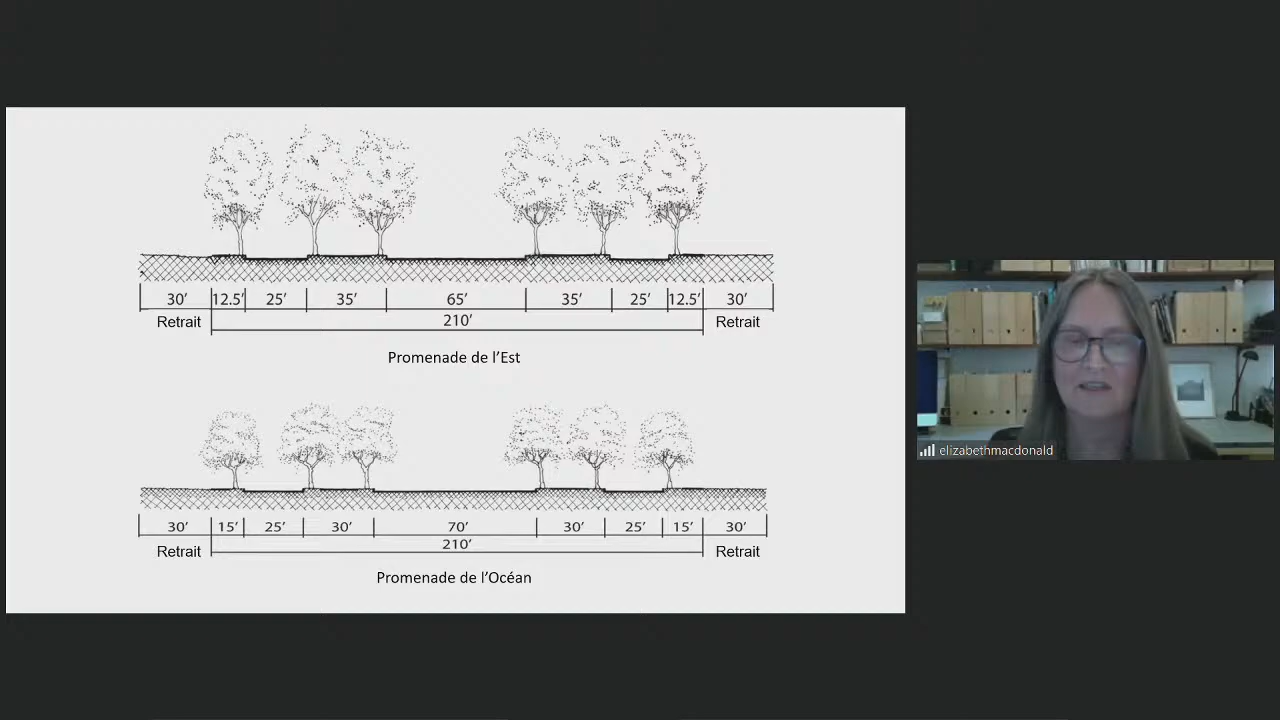 30′ 12.5′ 25′ 35′ 65′ 35′ 25′ 12.5′ 30′
Retrait 210′ Retrait
Promenade de l’Est
30′ 15′ 25′ 30′ 70′ 30′ 25′ 15′ 30′
Retrait 210′ Retrait
Promenade de l’Océan
elizabethmacdonald